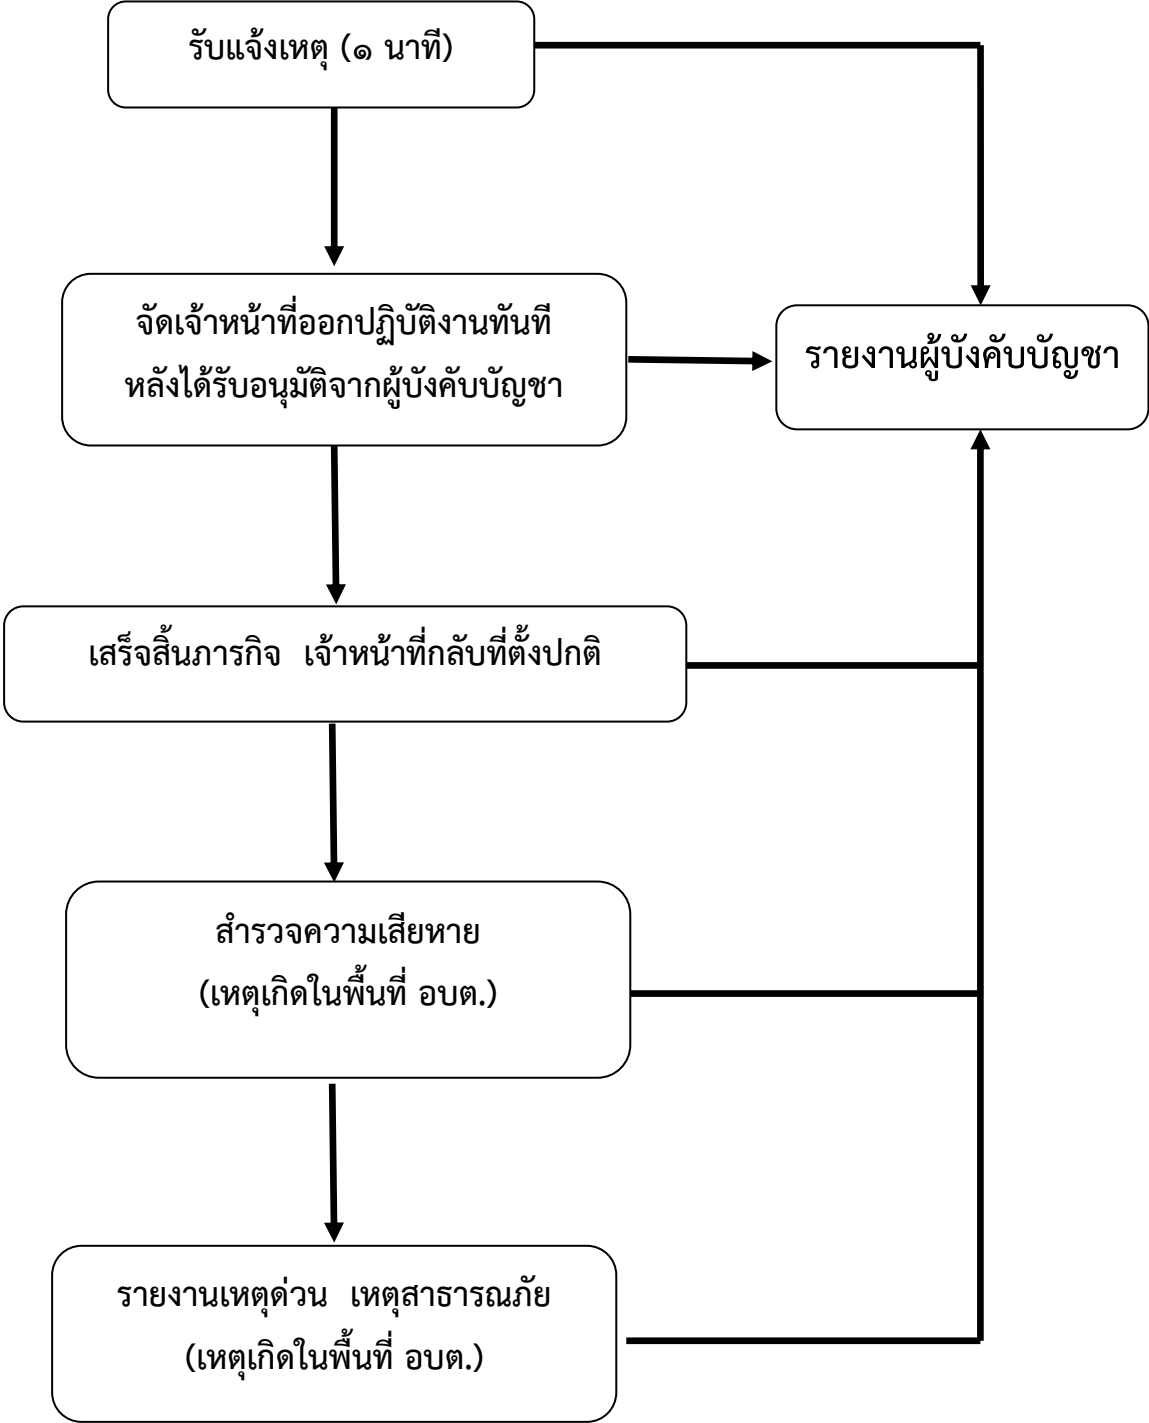 รับแจ้งเหตุ (๑ นาที)
จัดเจ้าหน้าที่ออกปฏิบัติงานทันที
หลังได้รับอนุมัติจากผู้บังคับบัญชา
รายงานผู้บังคับบัญชา
เสร็จสิ้นภารกิจ  เจ้าหน้าที่กลับที่ตั้งปกติ
สำรวจความเสียหาย
(เหตุเกิดในพื้นที่ อบต.)
รายงานเหตุด่วน  เหตุสาธารณภัย
(เหตุเกิดในพื้นที่ อบต.)